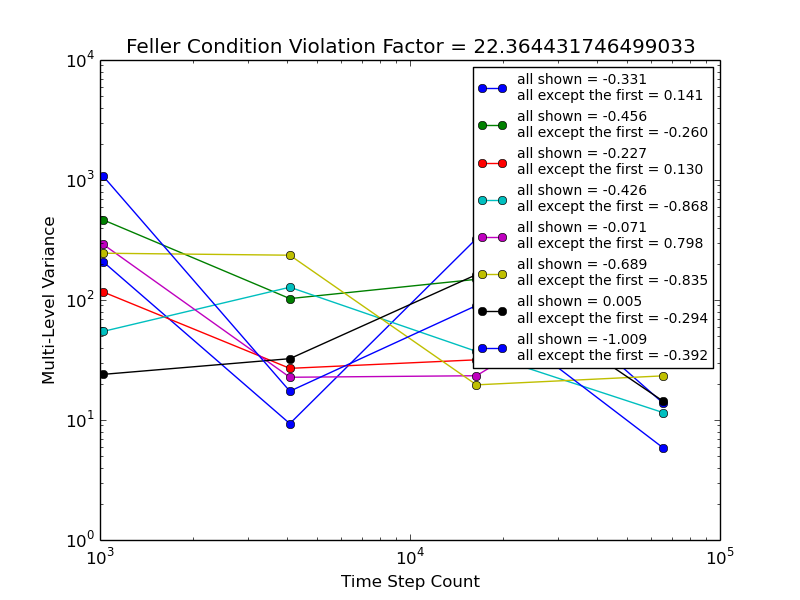 Feller Condition Violation Factor = 22.364431746499033
10^4
10^3
10^2
10^1
10^0
Multi-Level Variance
all shown = -0.331
all except the first = 0.141
all shown = -0.456
all except the first = -0.260
all shown = -0.227
all except the first = 0.130
all shown = -0.426
all except the first = -0.868
all shown = -0.071
all except the first = 0.798
all shown = -0.689
all except the first = -0.835
all shown = 0.005
all except the first = -0.294
all shown = -1.009
all except the first = -0.392
10^3 10^4 10^5
Time Step Count